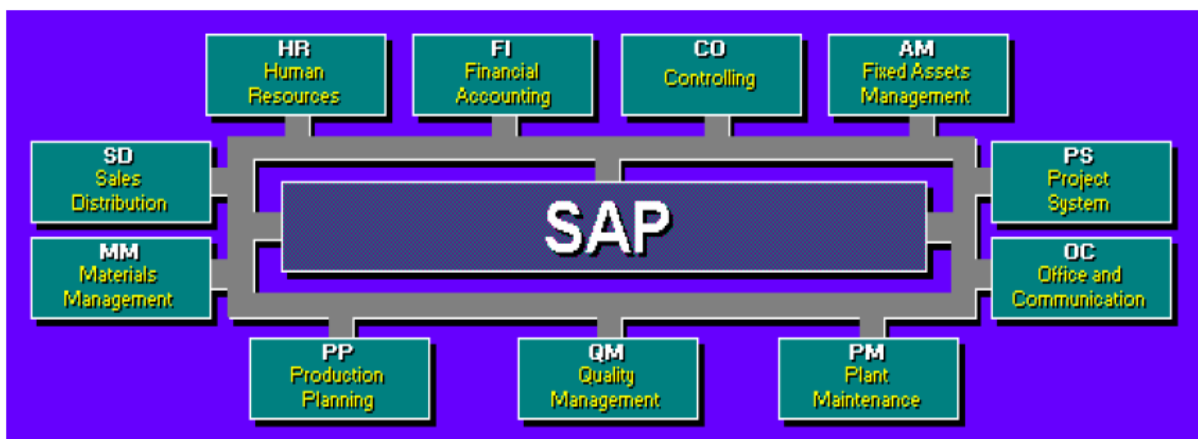 HR
Human
Resources
FI
Financial
Accounting
CO
Controlling
AM
Fixed Assets
Management
SD
Sales
Distribution
PS
Project
System
SAP
MM
Materials
Management
OC
Office and
Communication
PP
Production
Planning
QM
Quality
Management
PM
Plant
Maintenance